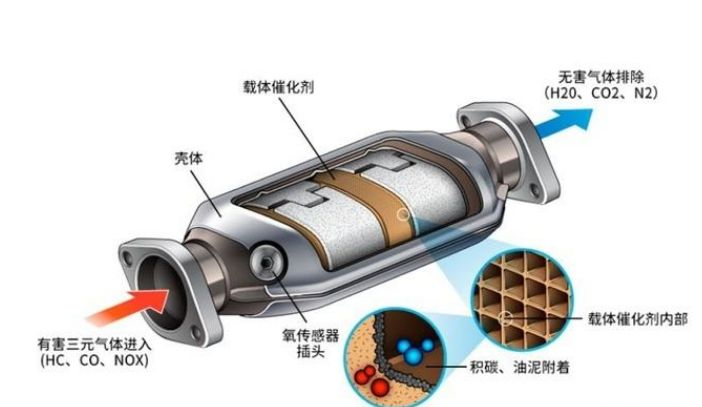 载体催化剂
无害气体排除
(H20、CO2、N2)
壳体
有害三元气体进入
(HC、CO、NOX)
氧传感器
插头
载体催化剂内部
积碳、油泥附着